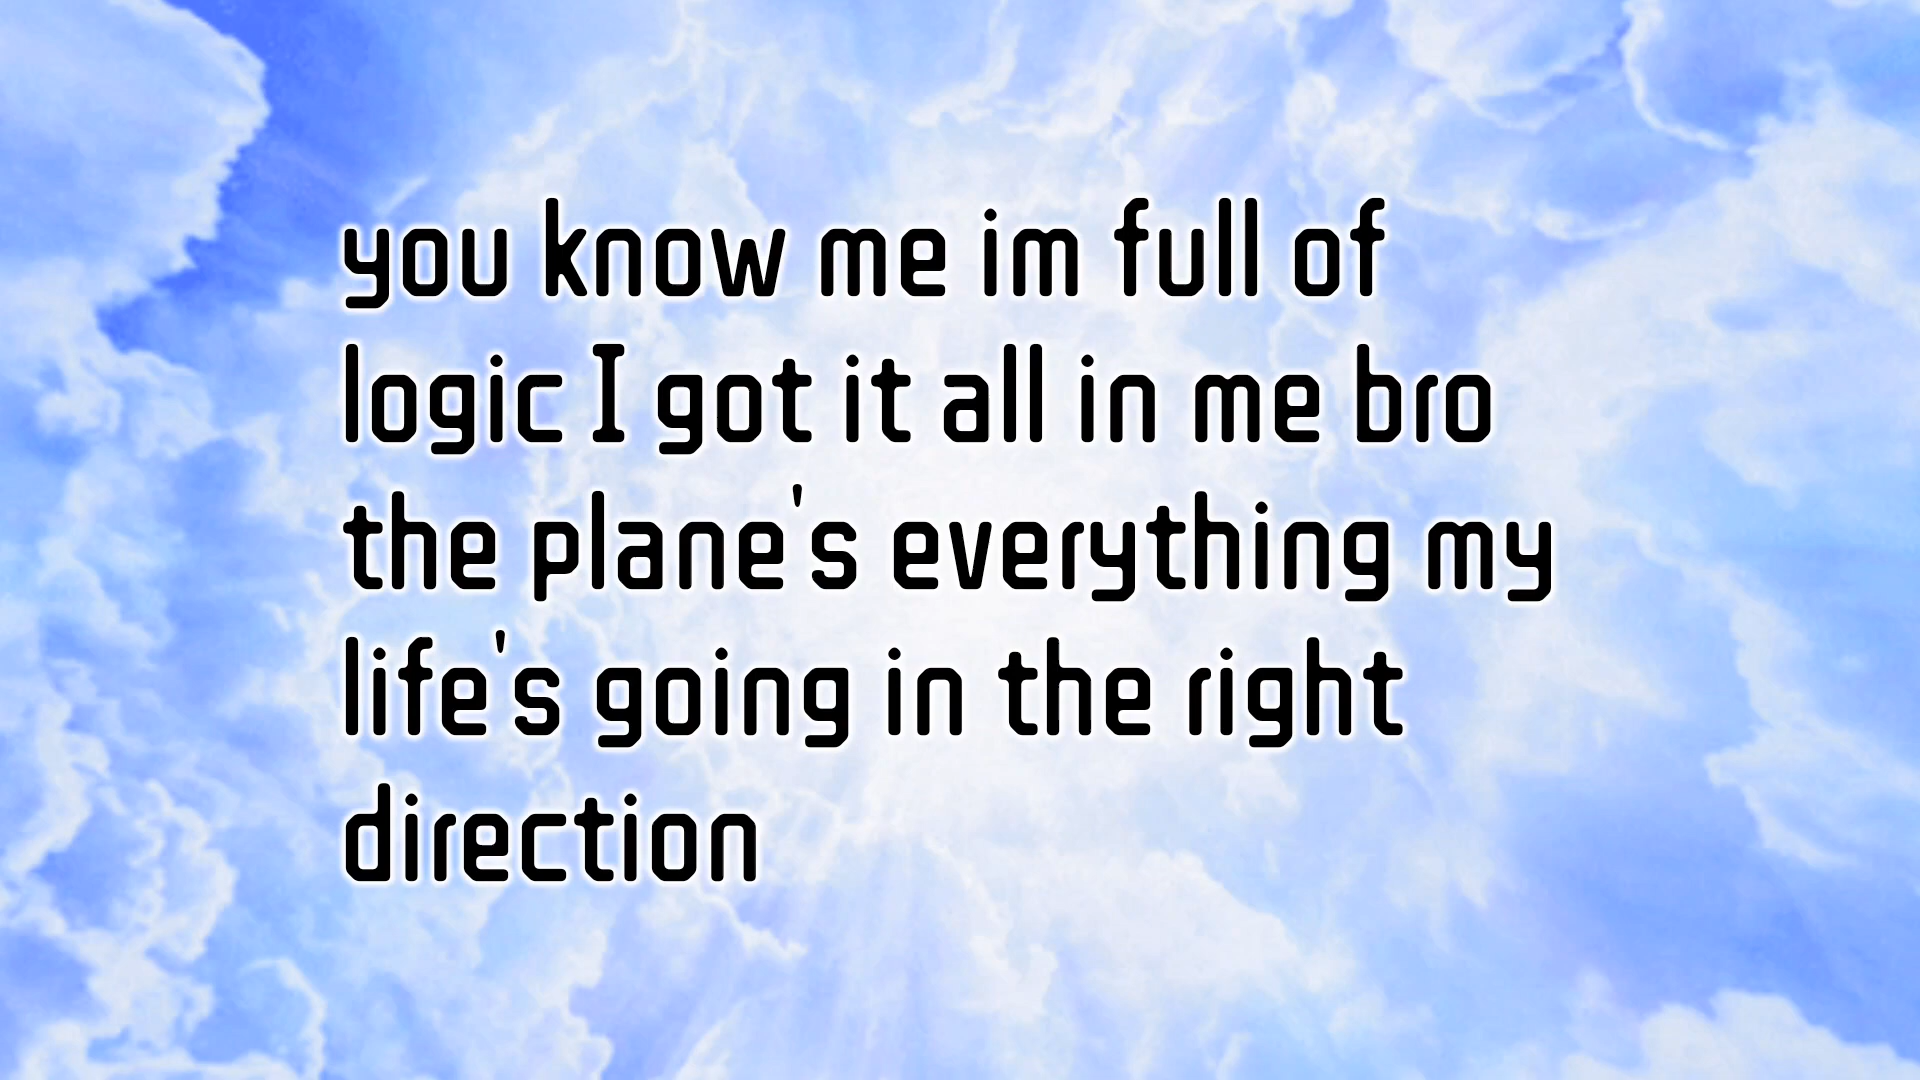 you know me im full of
logic I got it all in me bro
the plane's everything my
life's going in the right
direction